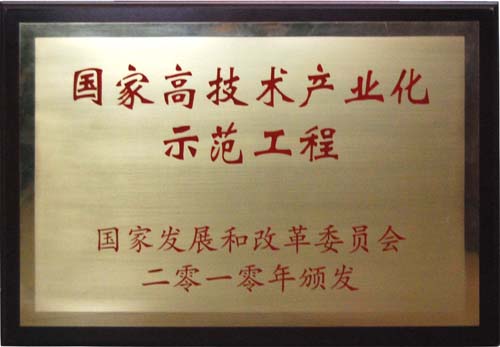 国家高技术产业化
示范工程
国家发展和改革委员会
二零一零年颁发